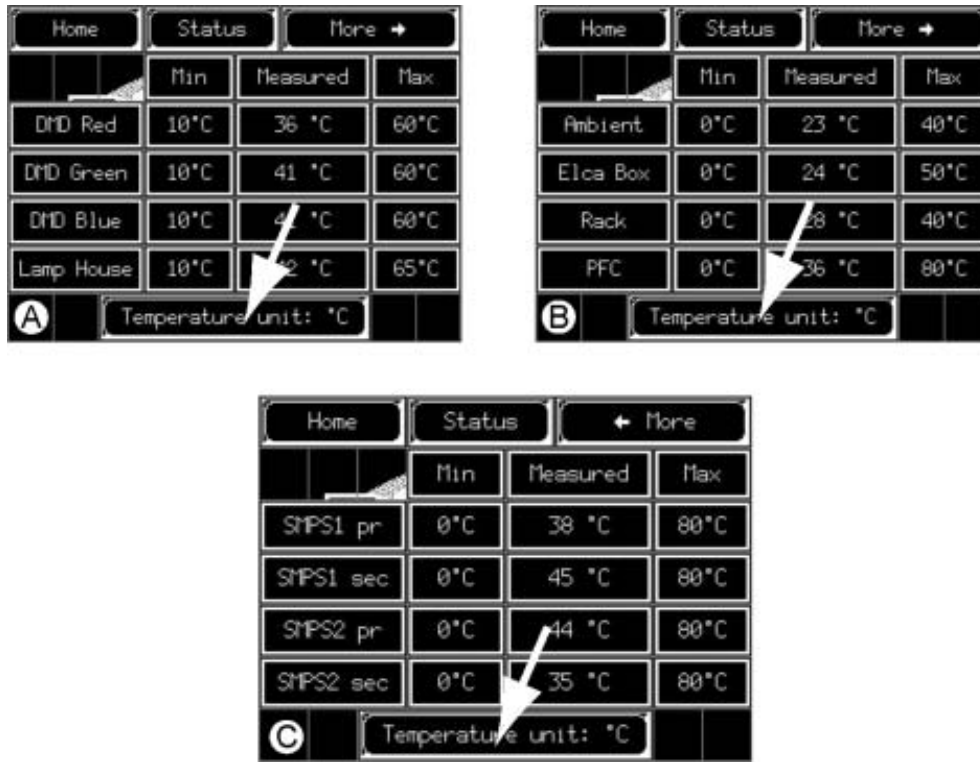 Home Status More →
Min Measured Max
DMD Red 10°C 36 °C 60°C
DMD Green 10°C 41 °C 60°C
DMD Blue 10°C °C 60°C
Lamp House 10°C °C 65°C
A Temperature unit: °C
Home Status More →
Min Measured Max
Ambient 0°C 23 °C 40°C
Elca Box 0°C 24 °C 50°C
Rack 0°C 28 °C 40°C
PFC 0°C 36 °C 80°C
B Temperature unit: °C
Home Status ← More
Min Measured Max
SMPS1 pr 0°C 38 °C 80°C
SMPS1 sec 0°C 45 °C 80°C
SMPS2 pr 0°C 44 °C 80°C
SMPS2 sec 0°C 35 °C 80°C
C Temperature unit: °C